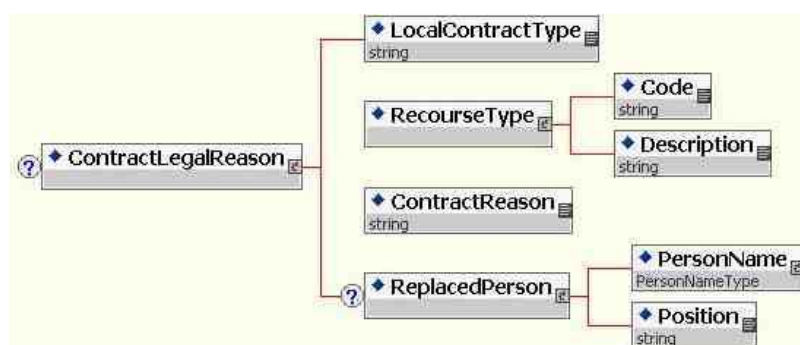 LocalContractType
string
Code
string
RecourseType
Description
string
? ContractLegalReason
ContractReason
string
PersonName
PersonNameType
? ReplacedPerson
Position
string